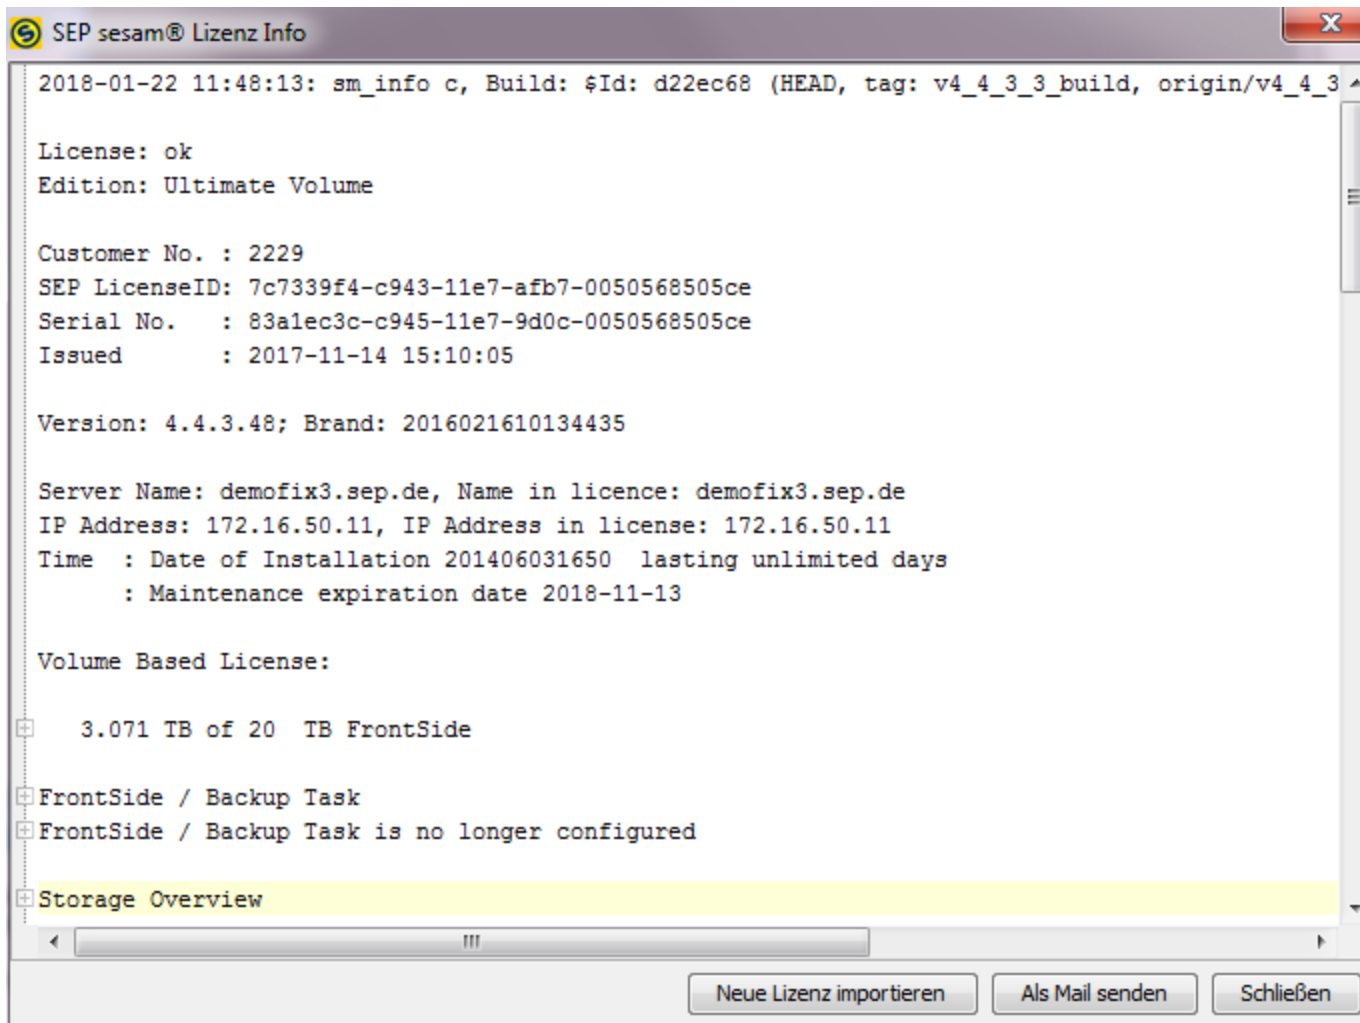 SEP sesam® Lizenz Info
2018-01-22 11:48:13: sm_info c, Build: $Id: d22ec68 (HEAD, tag: v4_4_3_3_build, origin/v4_4_3
License: ok
Edition: Ultimate Volume
Customer No. : 2229
SEP LicenseID: 7c7339f4-c943-11e7-afb7-0050568505ce
Serial No.   : 83a1ec3c-c945-11e7-9d0c-0050568505ce
Issued       : 2017-11-14 15:10:05
Version: 4.4.3.48; Brand: 2016021610134435
Server Name: demofix3.sep.de, Name in licence: demofix3.sep.de
IP Address: 172.16.50.11, IP Address in license: 172.16.50.11
Time  : Date of Installation 201406031650  lasting unlimited days
: Maintenance expiration date 2018-11-13
Volume Based License:
3.071 TB of 20  TB FrontSide
FrontSide / Backup Task
FrontSide / Backup Task is no longer configured
Storage Overview
Neue Lizenz importieren
Als Mail senden
Schließen